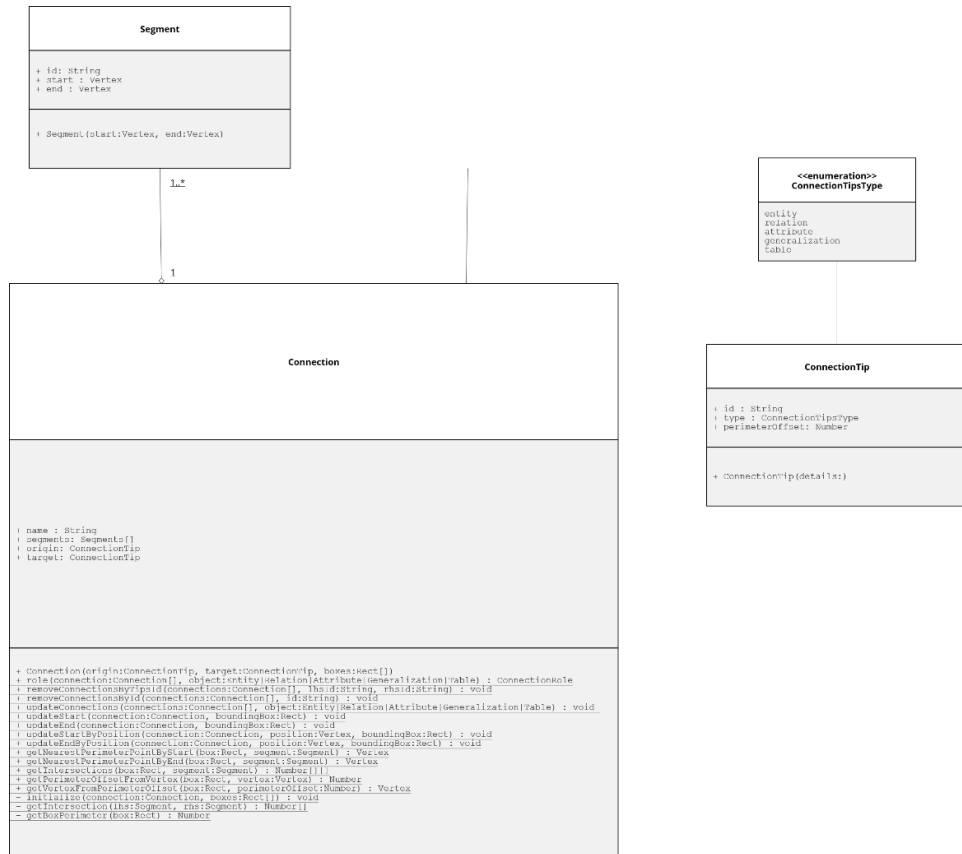 Segment
+ id: String
+ start : Vertex
+ end : Vertex
+ Segment(start:Vertex, end:Vertex)
1..*
1
<<enumeration>>
ConnectionTipsType
entity
relation
attribute
generalization
table
Connection
+ name : String
+ segments: Segments[]
+ origin: ConnectionTip
+ target: ConnectionTip
+ Connection(origin:ConnectionTip, target:ConnectionTip, boxes:Rect[])
+ role(connection:Connection[], object:Entity|Relation|Attribute|Generalization|Table) : ConnectionRole
+ removeConnectionsByTipsId(connections:Connection[], lhsId:String, rhsId:String) : void
+ removeConnectionsById(connections:Connection[], id:String) : void
+ updateConnections(connections:Connection[], object:Entity|Relation|Attribute|Generalization|Table) : void
+ updateStart(connection:Connection, boundingBox:Rect) : void
+ updateEnd(connection:Connection, boundingBox:Rect) : void
+ updateStartByPosition(connection:Connection, position:Vertex, boundingBox:Rect) : void
+ updateEndByPosition(connection:Connection, position:Vertex, boundingBox:Rect) : void
+ getNearestPerimeterPointByStart(box:Rect, segment:Segment) : Vertex
+ getNearestPerimeterPointByEnd(box:Rect, segment:Segment) : Vertex
+ getIntersections(box:Rect, segment:Segment) : Number[][]
+ getPerimeterOffsetFromVertex(box:Rect, vertex:Vertex) : Number
+ getVertexFromPerimeterOffset(box:Rect, perimeterOffset:Number) : Vertex
- initialize(connection:Connection, boxes:Rect[]) : void
- getIntersection(lhs:Segment, rhs:Segment) : Number[]
- getBoxPerimeter(box:Rect) : Number
ConnectionTip
+ id : String
+ type : ConnectionTipsType
+ perimeterOffset: Number
+ ConnectionTip(details:)